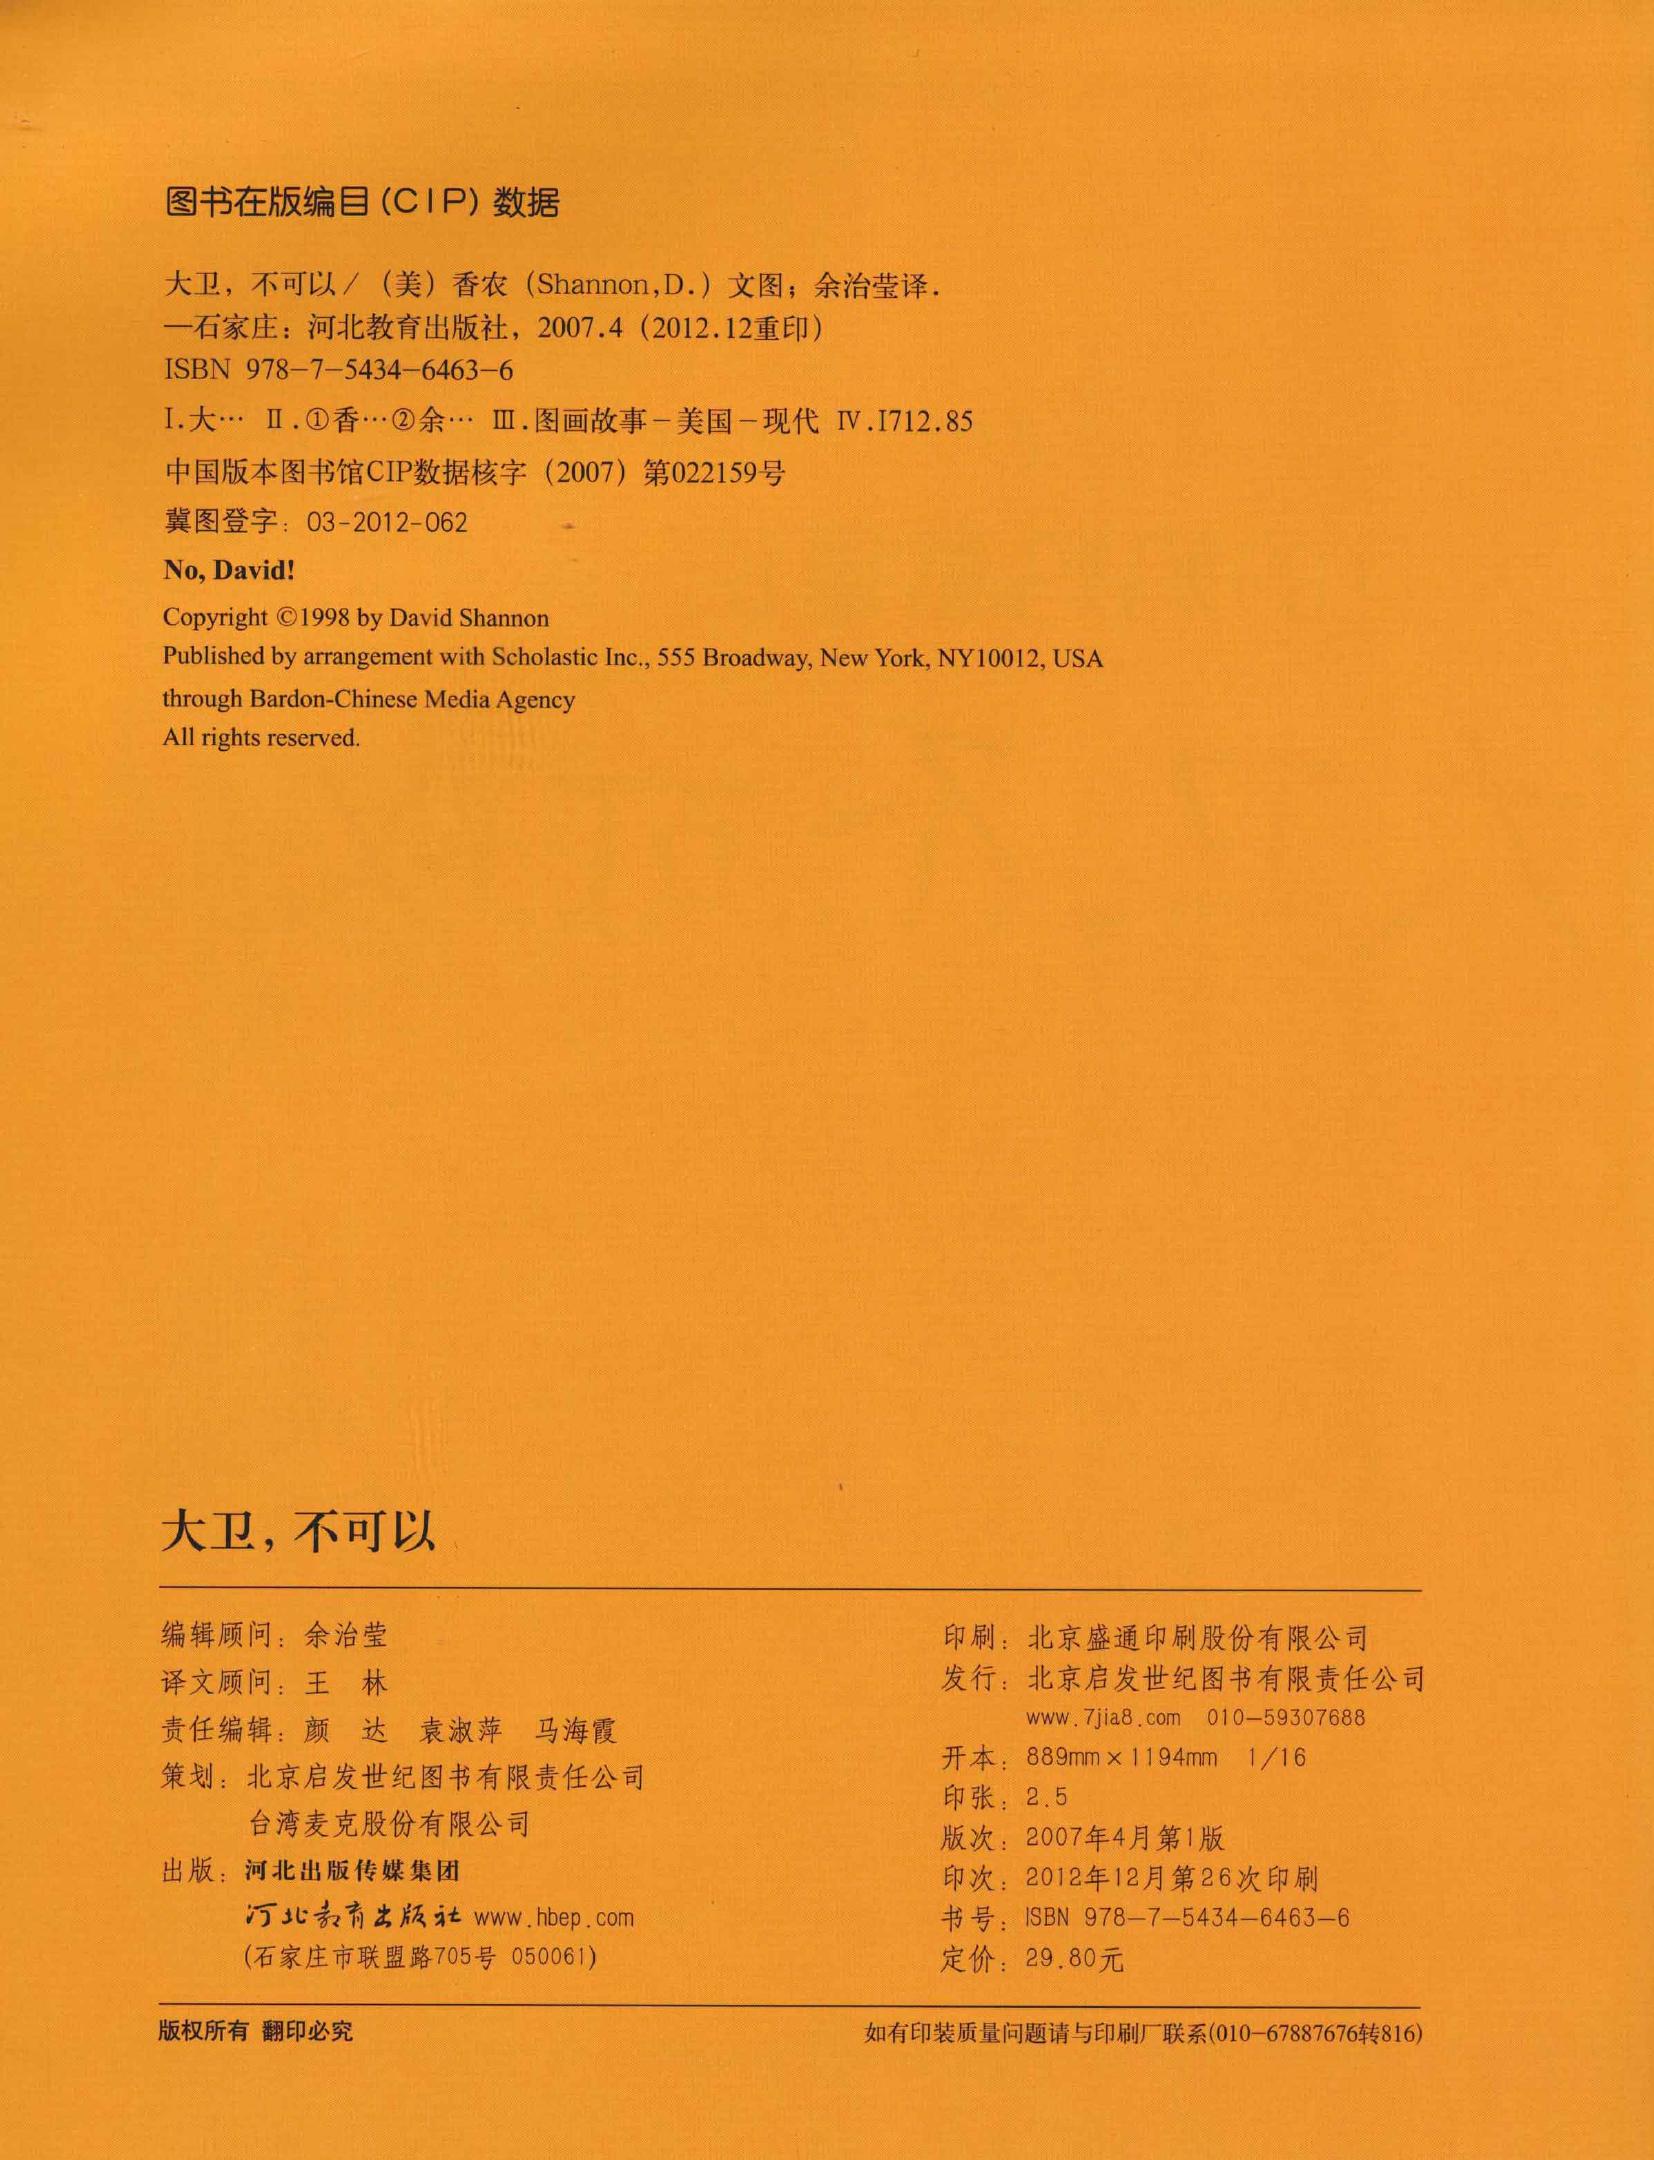 图书在版编目(CIP)数据
大卫，不可以/（美）香农（Shannon,D.）文图；余治莹译.
—石家庄：河北教育出版社，2007.4（2012.12重印）
ISBN 978-7-5434-6463-6
Ⅰ.大… Ⅱ.①香…②余… Ⅲ.图画故事-美国-现代 Ⅳ.I712.85
中国版本图书馆CIP数据核字（2007）第022159号
冀图登字：03-2012-062
No, David!
Copyright ©1998 by David Shannon
Published by arrangement with Scholastic Inc., 555 Broadway, New York, NY10012, USA
through Bardon-Chinese Media Agency
All rights reserved.
大卫，不可以
编辑顾问：余治莹
译文顾问：王 林
责任编辑：颜 达 袁淑萍 马海霞
策划：北京启发世纪图书有限责任公司
台湾麦克股份有限公司
出版：河北出版传媒集团
河北教育出版社 www.hbep.com
(石家庄市联盟路705号 050061)
印刷：北京盛通印刷股份有限公司
发行：北京启发世纪图书有限责任公司
www.7jia8.com 010-59307688
开本：889mm×1194mm 1/16
印张：2.5
版次：2007年4月第1版
印次：2012年12月第26次印刷
书号：ISBN 978-7-5434-6463-6
定价：29.80元
版权所有 翻印必究
如有印装质量问题请与印刷厂联系(010-67887676转816)